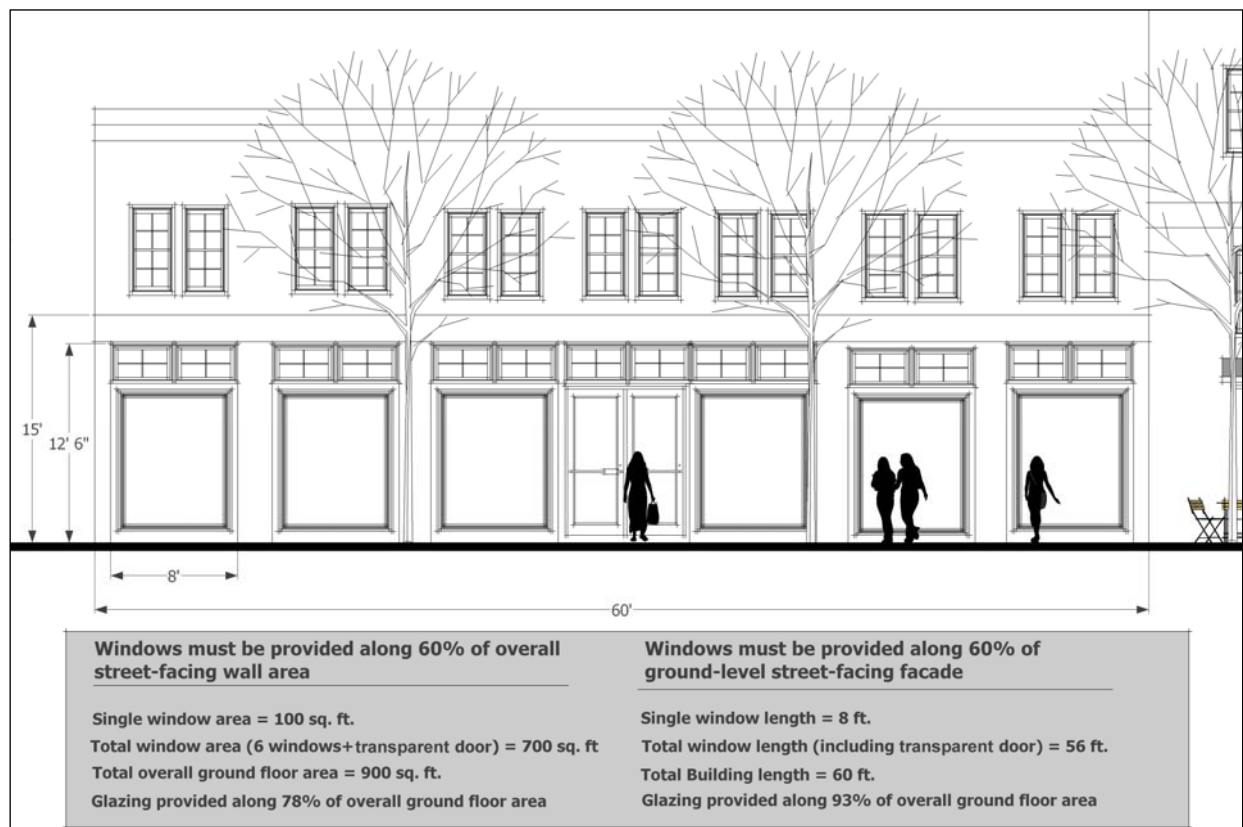 15'
12' 6"
8'
60'
Windows must be provided along 60% of overall
street-facing wall area
Single window area = 100 sq. ft.
Total window area (6 windows+transparent door) = 700 sq. ft
Total overall ground floor area = 900 sq. ft.
Glazing provided along 78% of overall ground floor area
Windows must be provided along 60% of
ground-level street-facing facade
Single window length = 8 ft.
Total window length (including transparent door) = 56 ft.
Total Building length = 60 ft.
Glazing provided along 93% of overall ground floor area